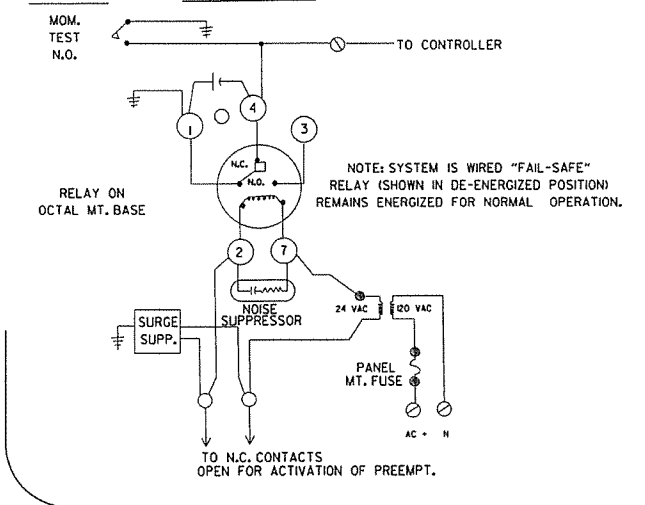 MOM.
TEST
N.O.
TO CONTROLLER
1
4
3
N.C.
N.O.
NOTE: SYSTEM IS WIRED "FAIL-SAFE"
RELAY (SHOWN IN DE-ENERGIZED POSITION)
REMAINS ENERGIZED FOR NORMAL OPERATION.
RELAY ON
OCTAL MT. BASE
2
7
NOISE
SUPPRESSOR
24 VAC
120 VAC
SURGE
SUPP.
PANEL
MT. FUSE
AC +
N
TO N.C. CONTACTS
OPEN FOR ACTIVATION OF PREEMPT.